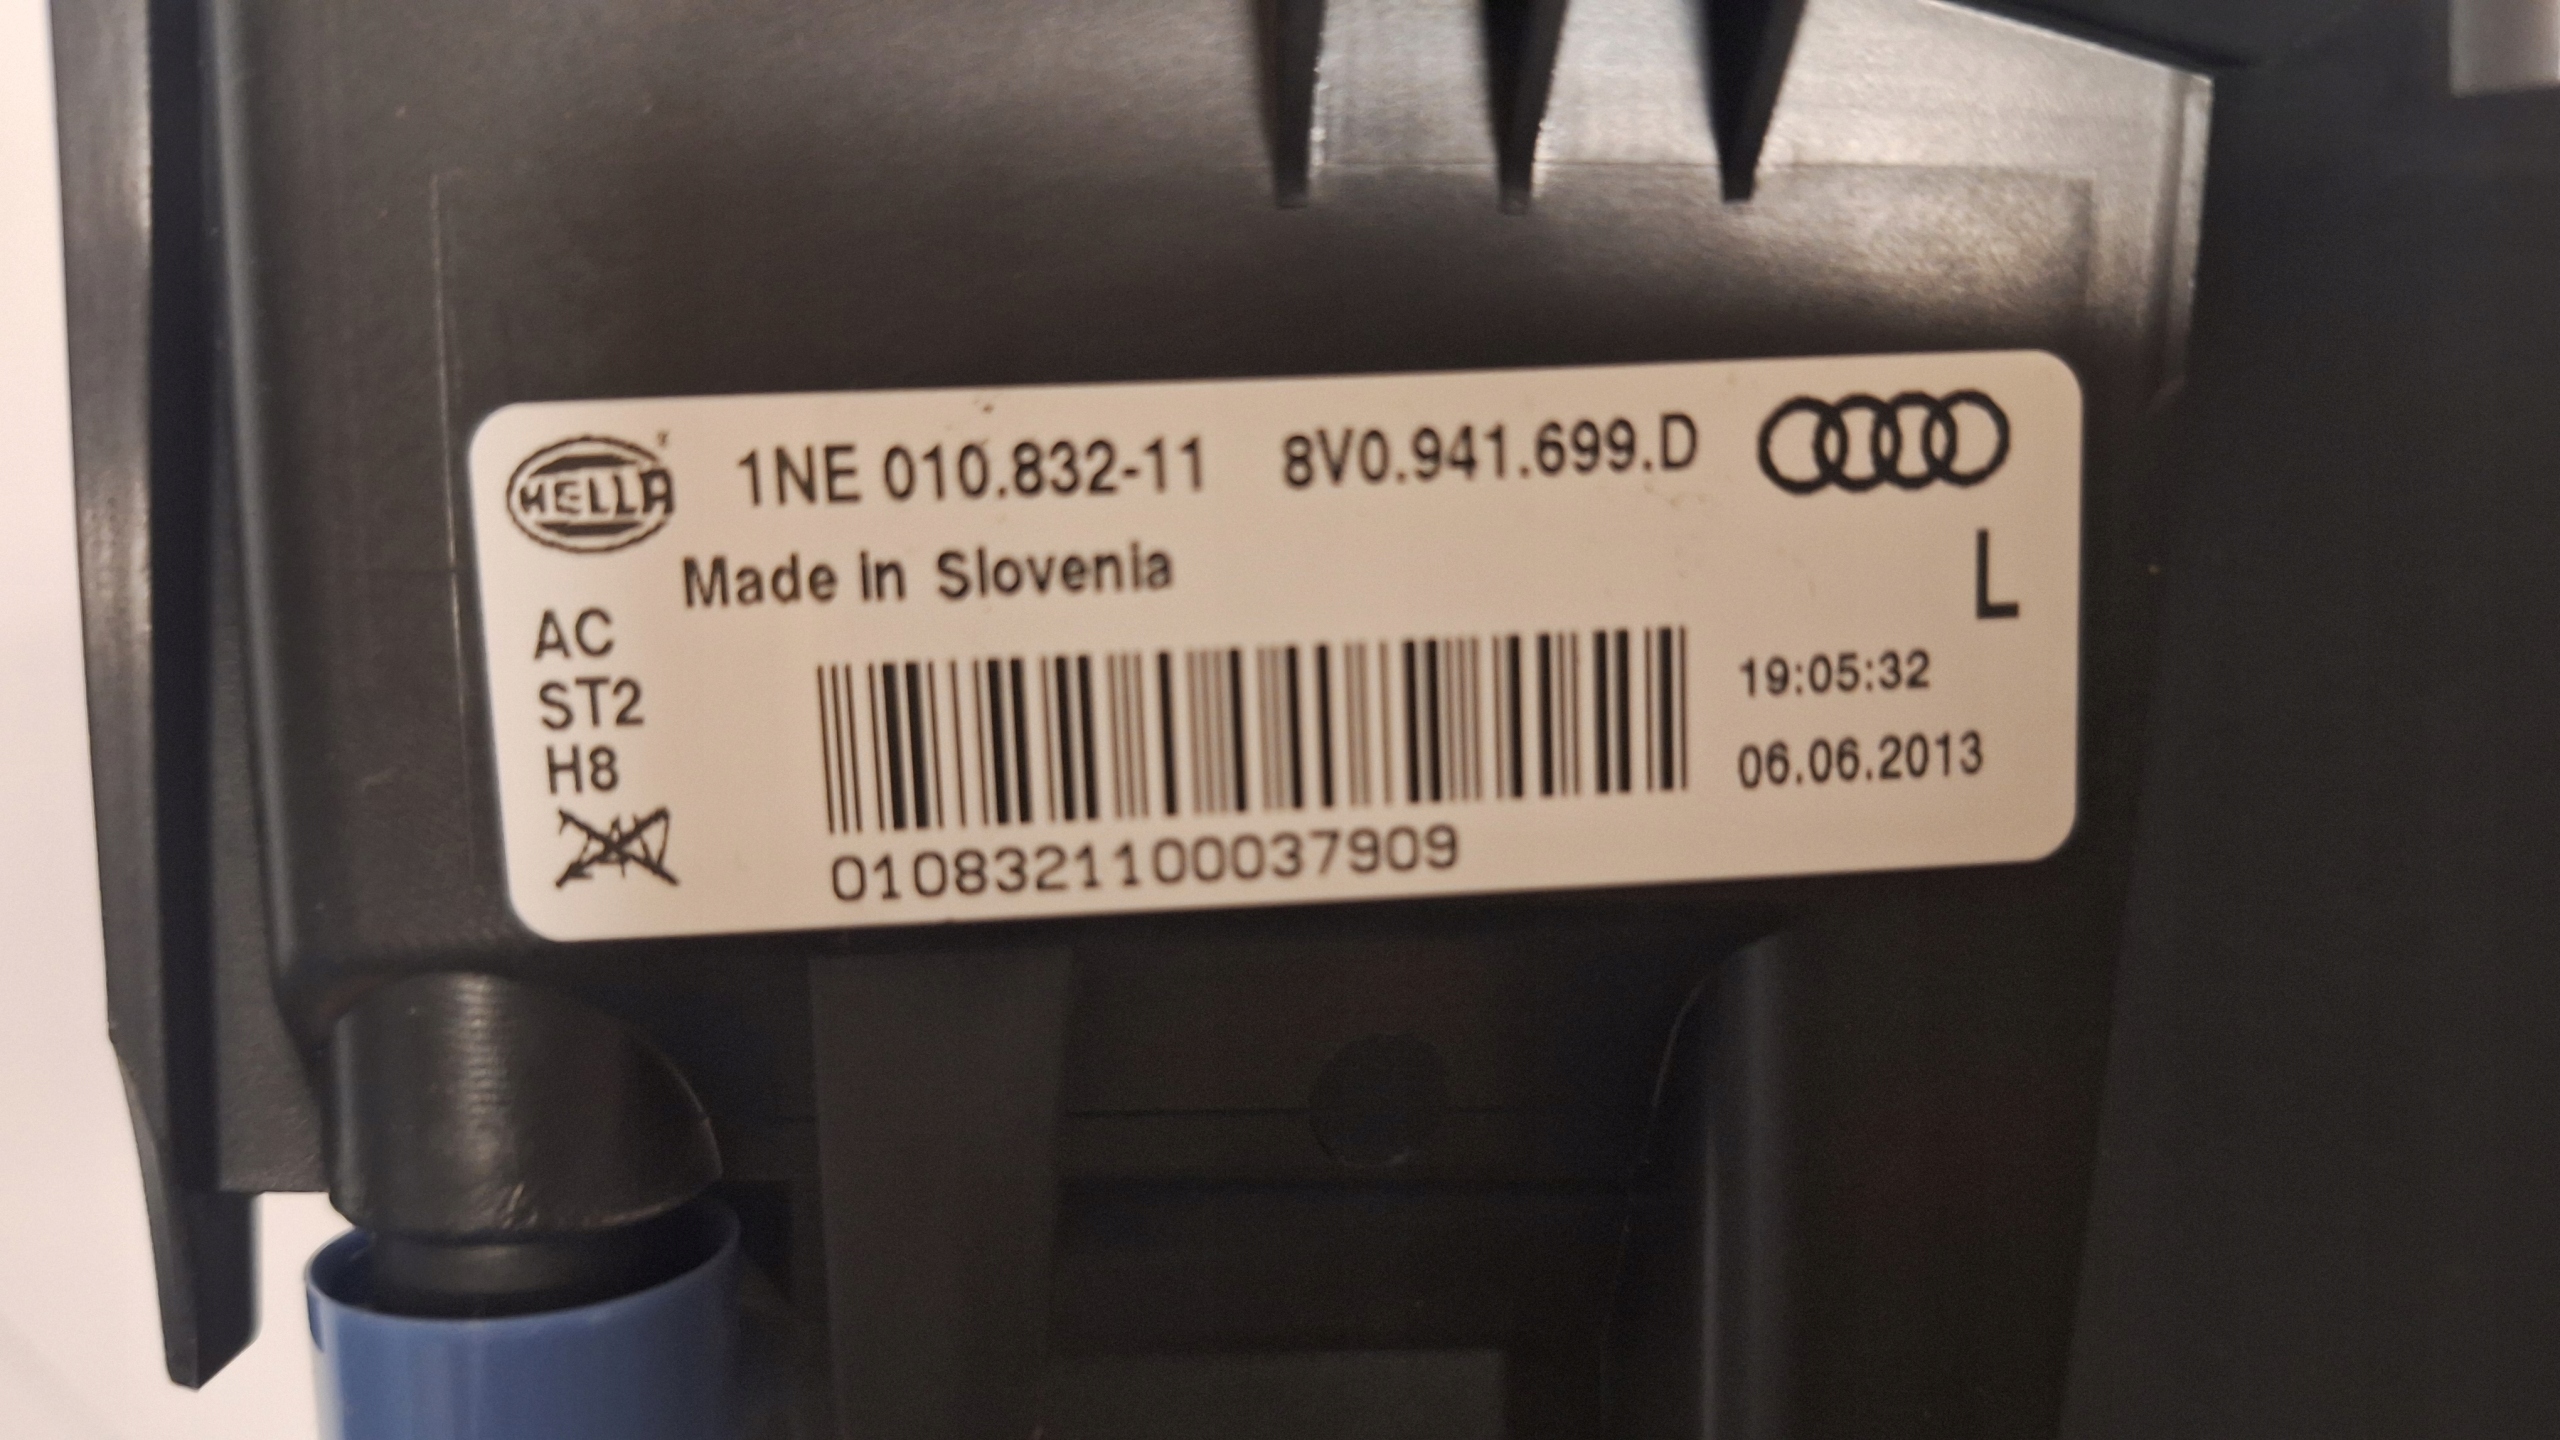 HELLA 1NE 010.832-11 8V0.941.699.D
Made in Slovenia
L
AC
ST2
H8
19:05:32
06.06.2013
0108321100037909